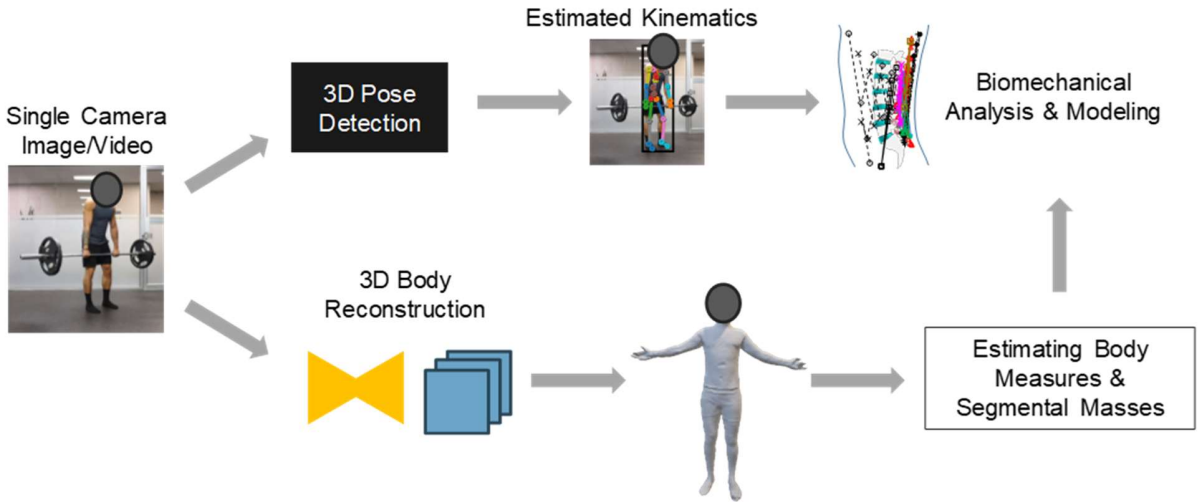 Single Camera
Image/Video
3D Pose
Detection
Estimated Kinematics
Biomechanical
Analysis & Modeling
3D Body
Reconstruction
Estimating Body
Measures &
Segmental Masses